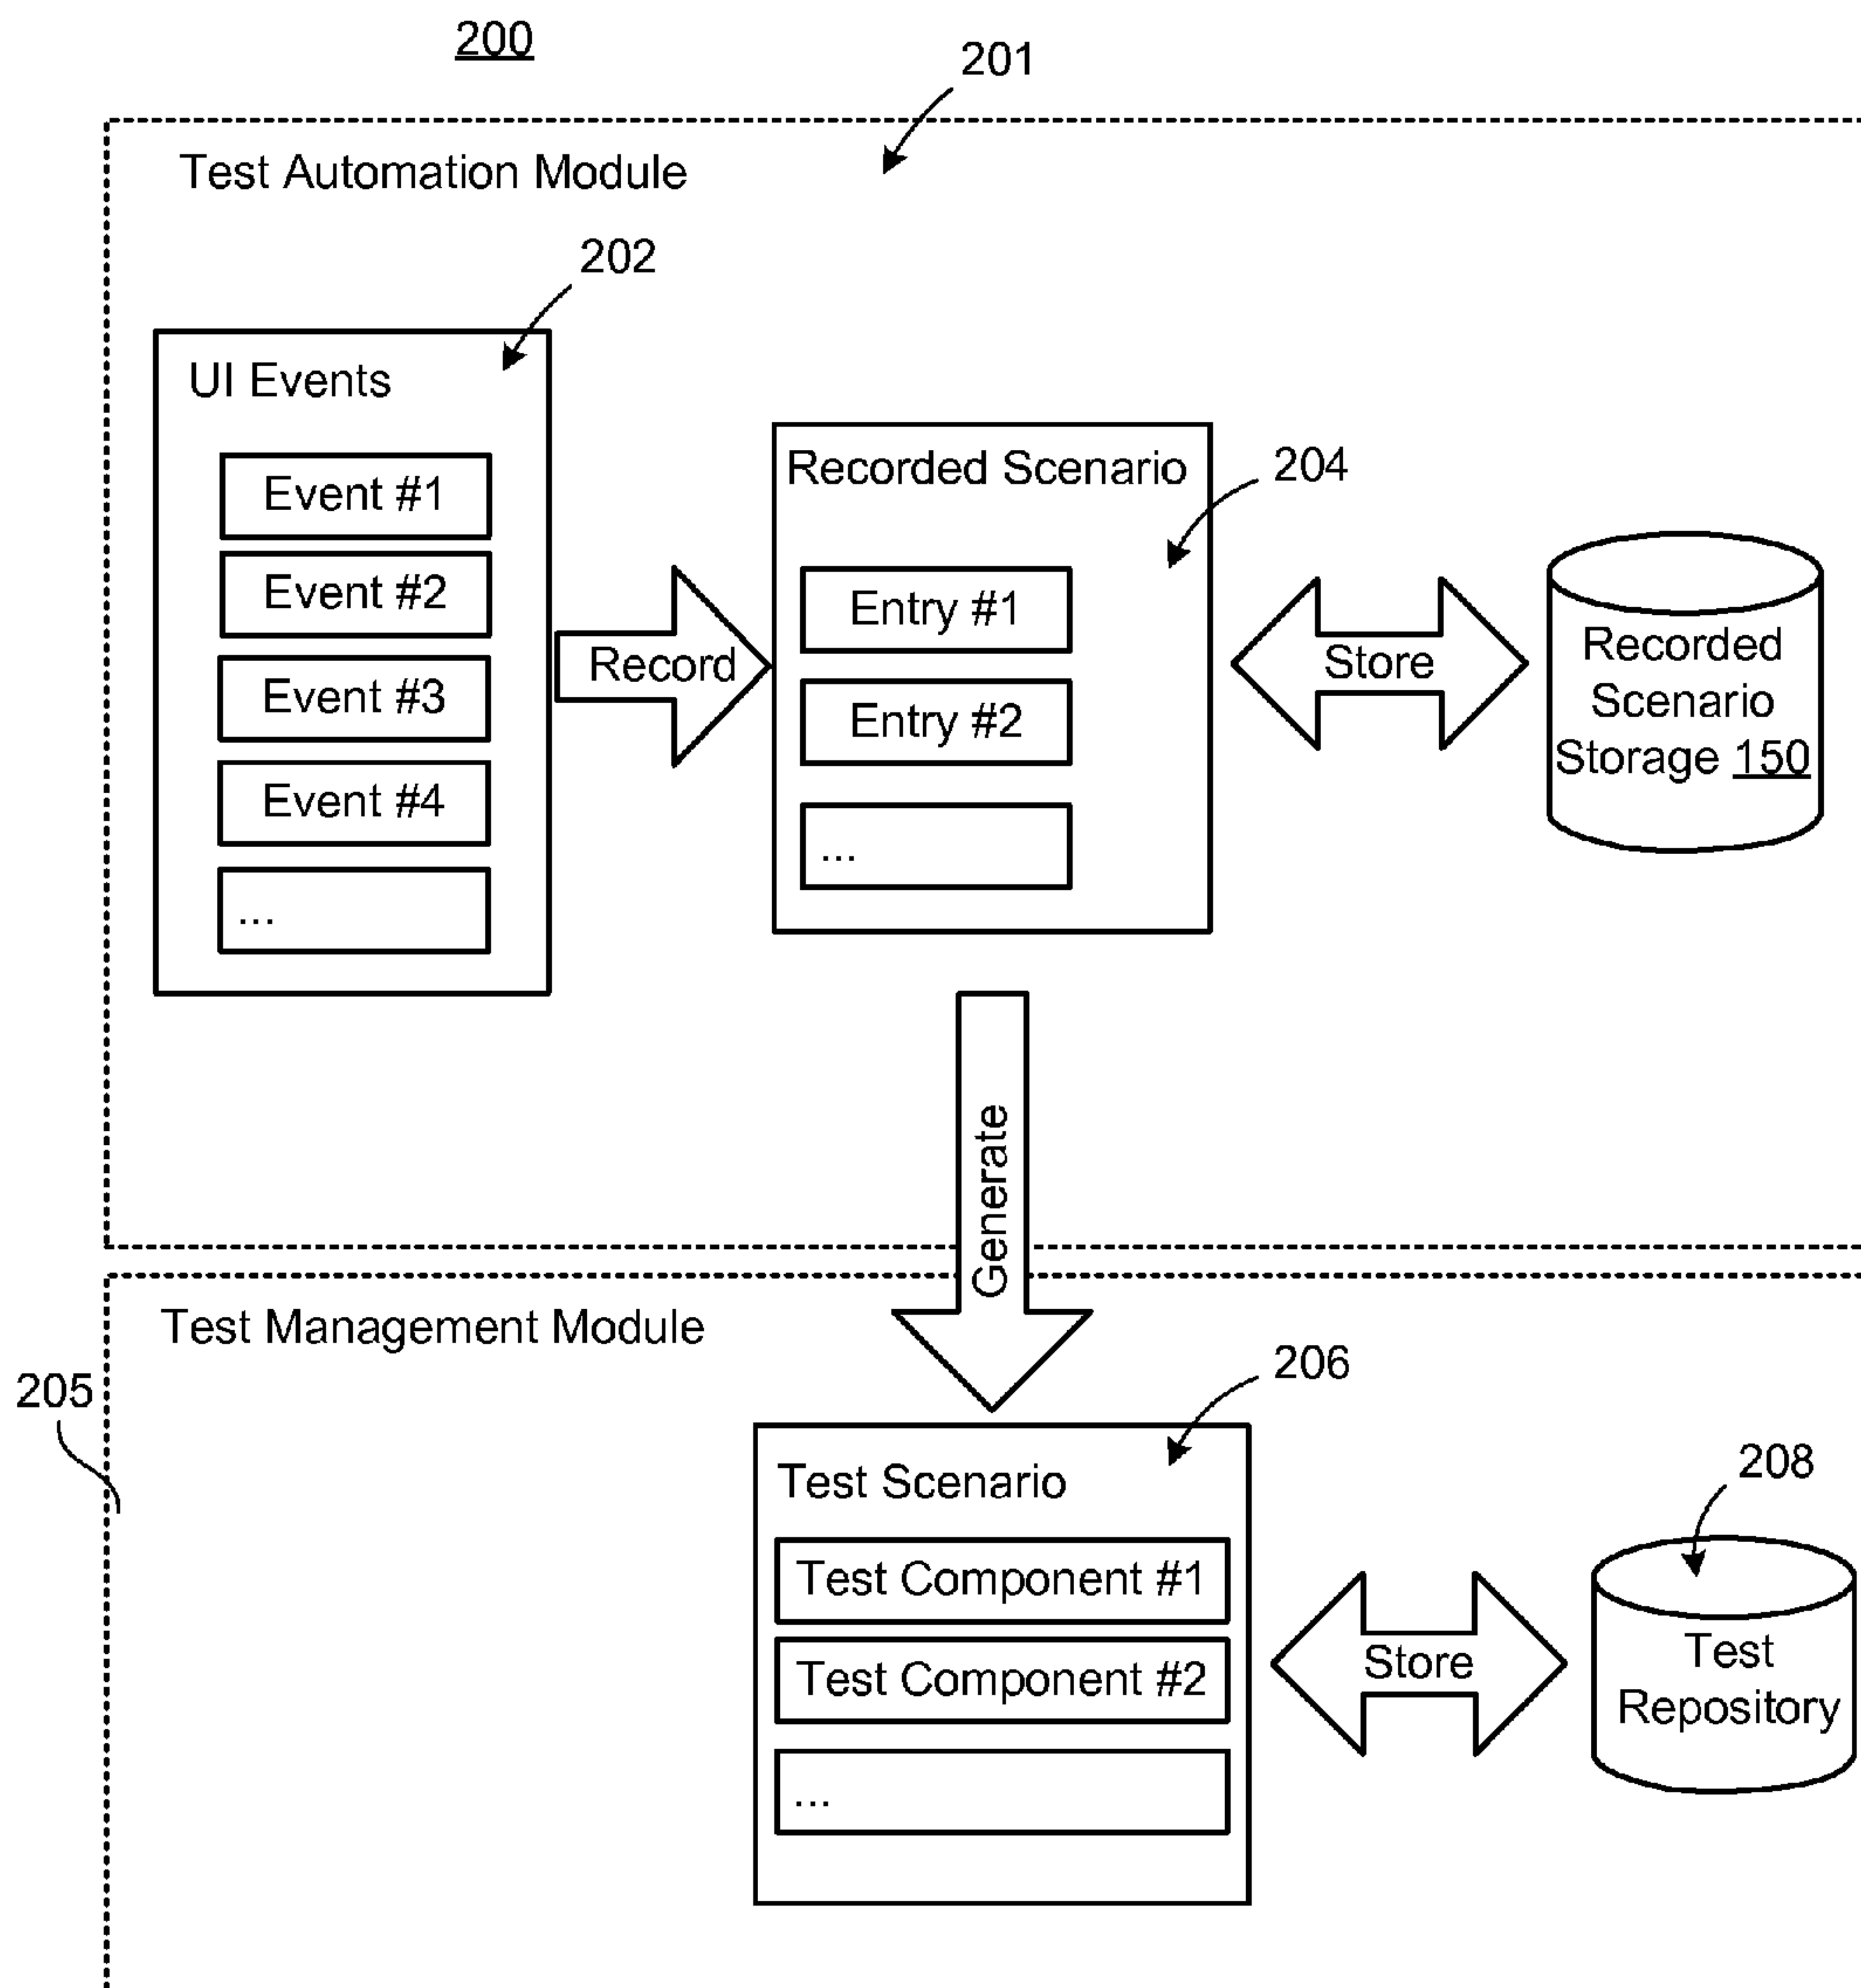 200
201
Test Automation Module
202
UI Events
Event #1
Event #2
Event #3
Event #4
...
Record
Recorded Scenario
204
Entry #1
Entry #2
...
Store
Recorded
Scenario
Storage 150
Generate
Test Management Module
205
206
Test Scenario
Test Component #1
Test Component #2
...
Store
208
Test
Repository